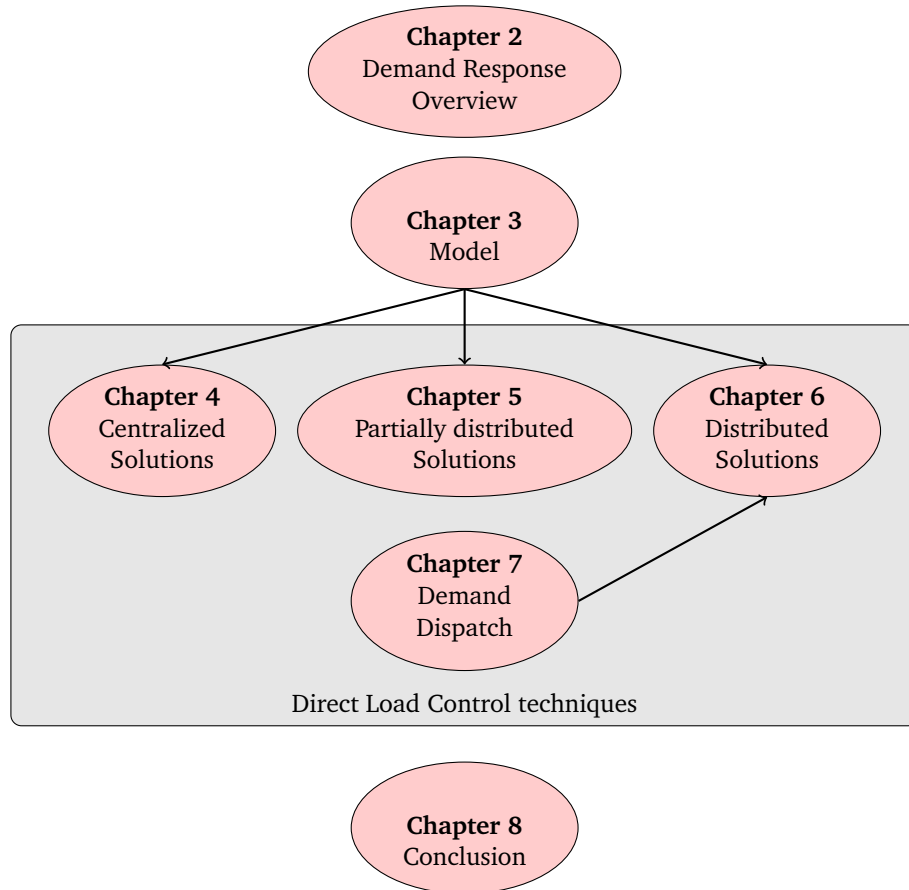 Chapter 2
Demand Response
Overview
Chapter 3
Model
Chapter 4
Centralized
Solutions
Chapter 5
Partially distributed
Solutions
Chapter 6
Distributed
Solutions
Chapter 7
Demand
Dispatch
Direct Load Control techniques
Chapter 8
Conclusion